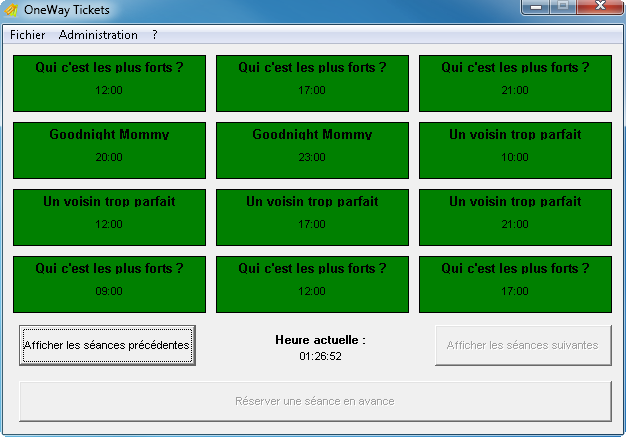 OneWay Tickets
Fichier Administration ?
Qui c'est les plus forts ? Qui c'est les plus forts ? Qui c'est les plus forts ?
12:00 17:00 21:00
Goodnight Mommy Goodnight Mommy Un voisin trop parfait
20:00 23:00 10:00
Un voisin trop parfait Un voisin trop parfait Un voisin trop parfait
12:00 17:00 21:00
Qui c'est les plus forts ? Qui c'est les plus forts ? Qui c'est les plus forts ?
09:00 12:00 17:00
Afficher les séances précédentes Heure actuelle : Afficher les séances suivantes
01:26:52
Réserver une séance en avance